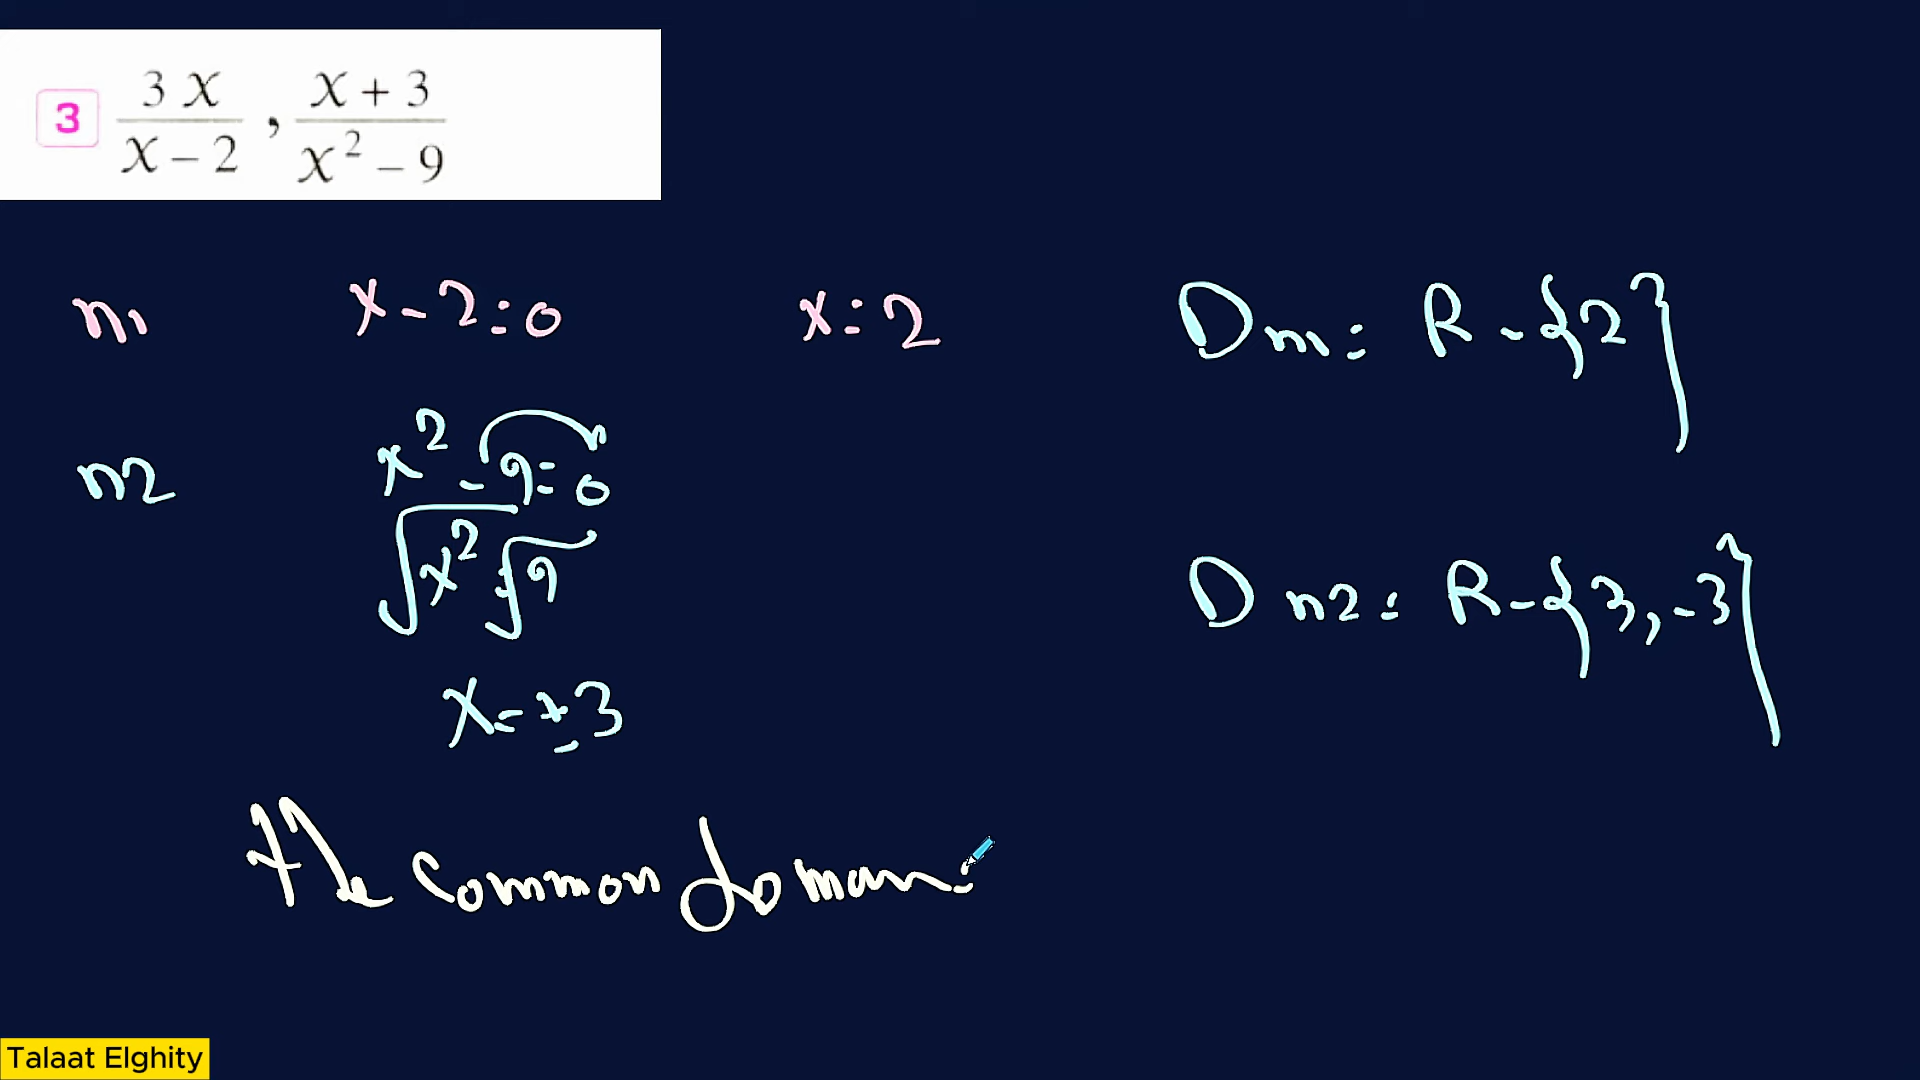 3 3x/(x-2) , (x+3)/(x²-9)
n1 x-2=0 x=2 Dn1= R-{2}
n2 x²-9=0
√x² = √9
Dn2= R-{3,-3}
x=±3
the common doman=
Talaat Elghity